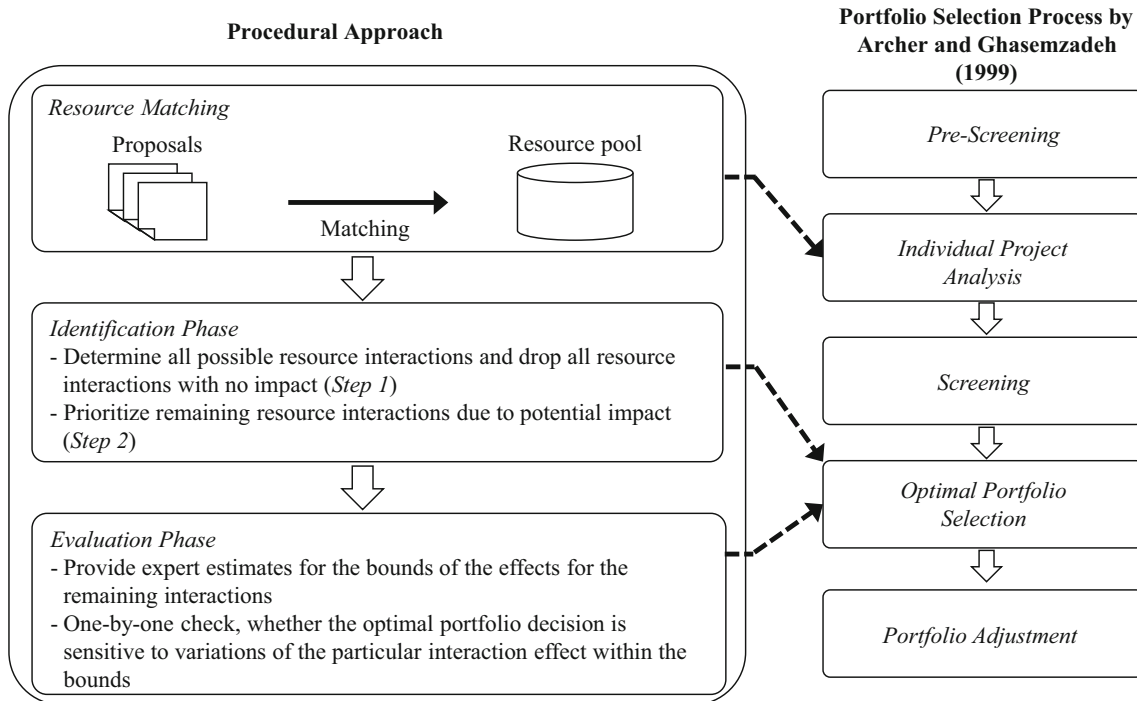 Procedural Approach
Resource Matching
Proposals
Resource pool
Matching
Identification Phase
- Determine all possible resource interactions and drop all resource
interactions with no impact (Step 1)
- Prioritize remaining resource interactions due to potential impact
(Step 2)
Evaluation Phase
- Provide expert estimates for the bounds of the effects for the
remaining interactions
- One-by-one check, whether the optimal portfolio decision is
sensitive to variations of the particular interaction effect within the
bounds
Portfolio Selection Process by
Archer and Ghasemzadeh
(1999)
Pre-Screening
Individual Project
Analysis
Screening
Optimal Portfolio
Selection
Portfolio Adjustment